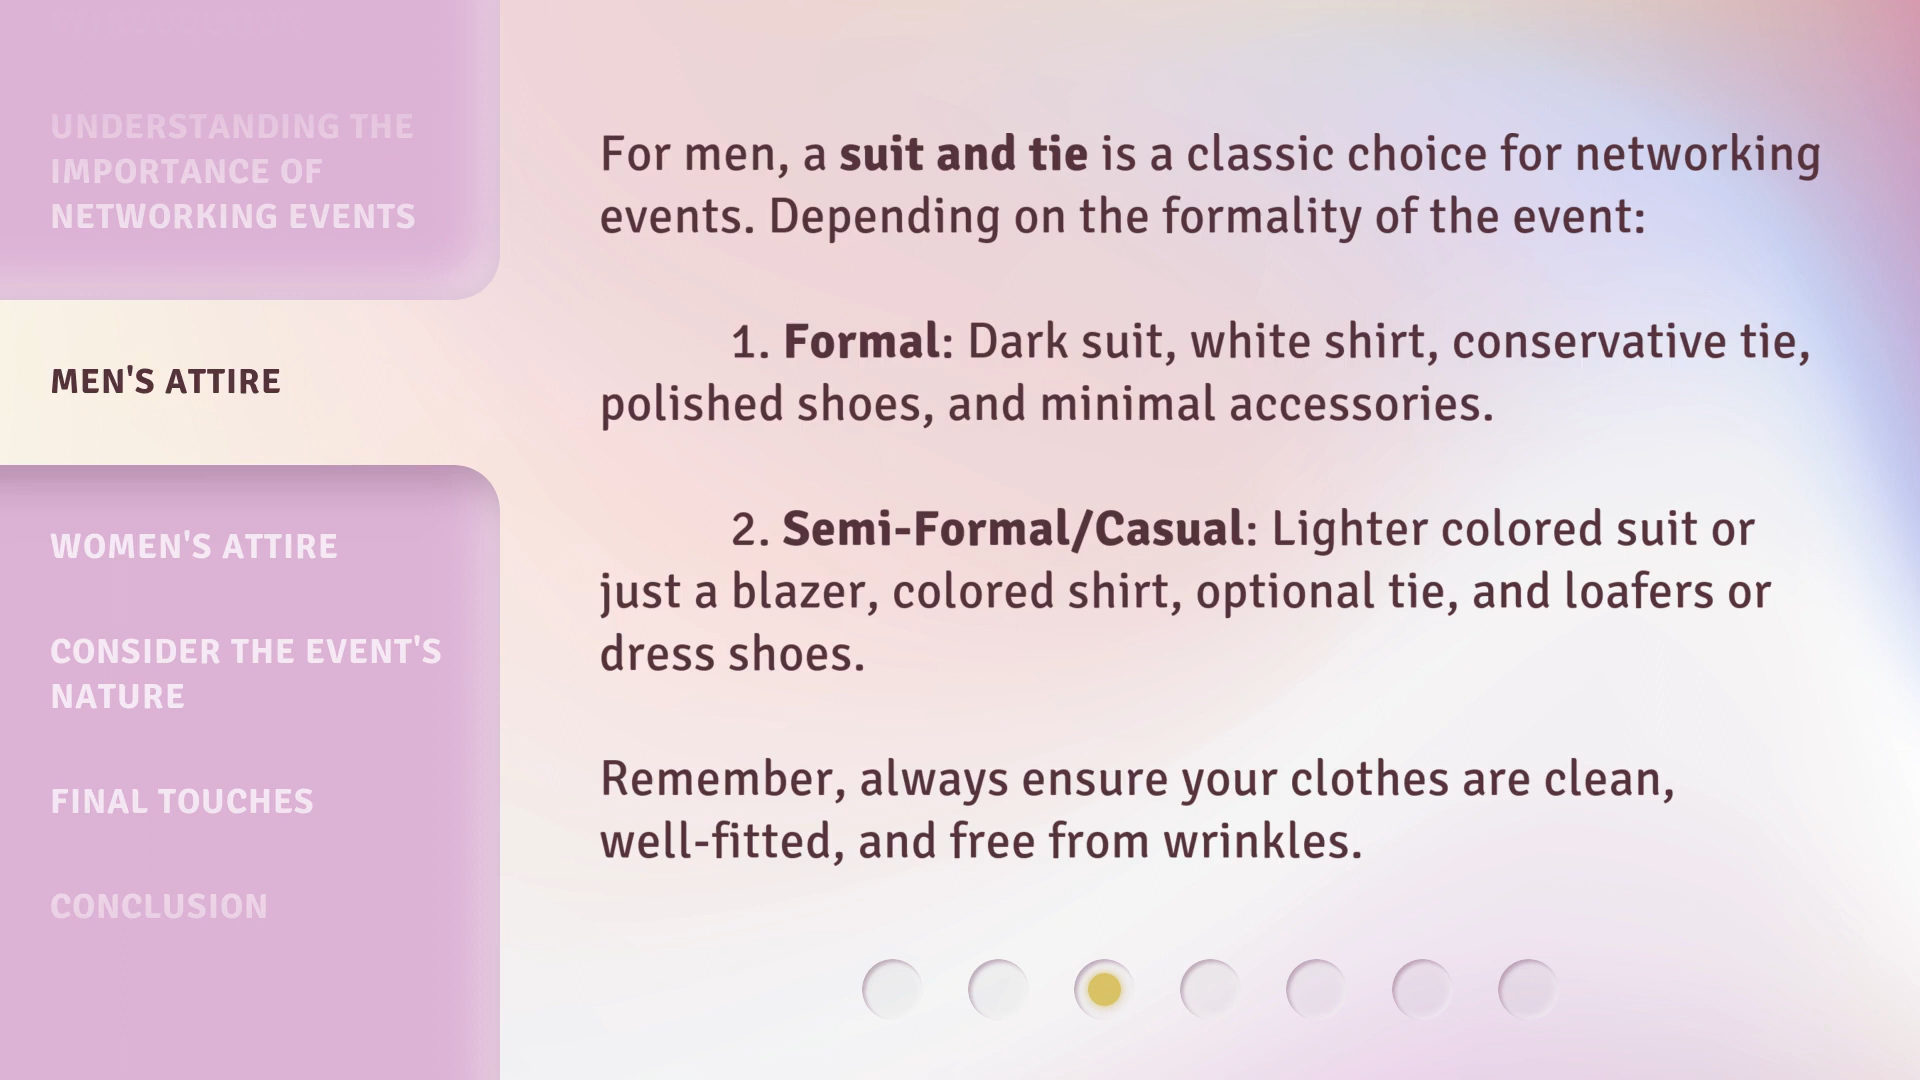 UNDERSTANDING THE
IMPORTANCE OF
NETWORKING EVENTS
MEN'S ATTIRE
WOMEN'S ATTIRE
CONSIDER THE EVENT'S
NATURE
FINAL TOUCHES
CONCLUSION
For men, a suit and tie is a classic choice for networking
events. Depending on the formality of the event:
1. Formal: Dark suit, white shirt, conservative tie,
polished shoes, and minimal accessories.
2. Semi-Formal/Casual: Lighter colored suit or
just a blazer, colored shirt, optional tie, and loafers or
dress shoes.
Remember, always ensure your clothes are clean,
well-fitted, and free from wrinkles.